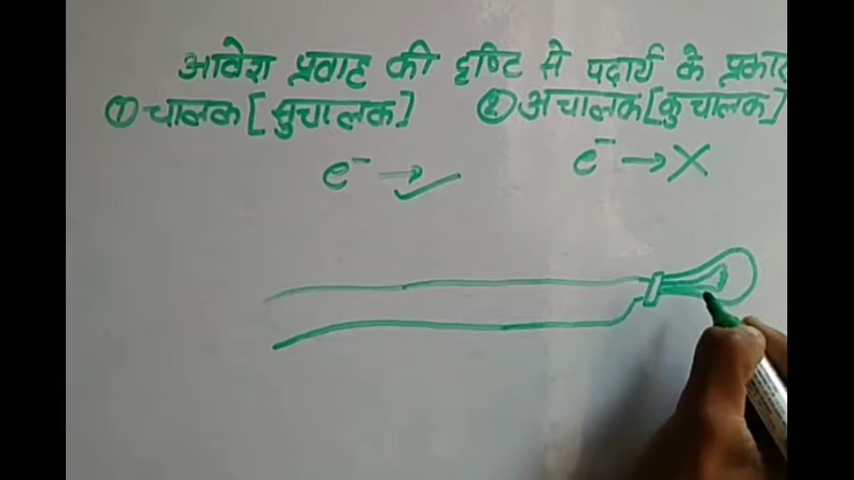 आवेश प्रवाह की दृष्टि से पदार्थ के प्रकार
① चालक [सुचालक] ② अचालक [कुचालक]
e⁻ → ✓ e⁻ → X